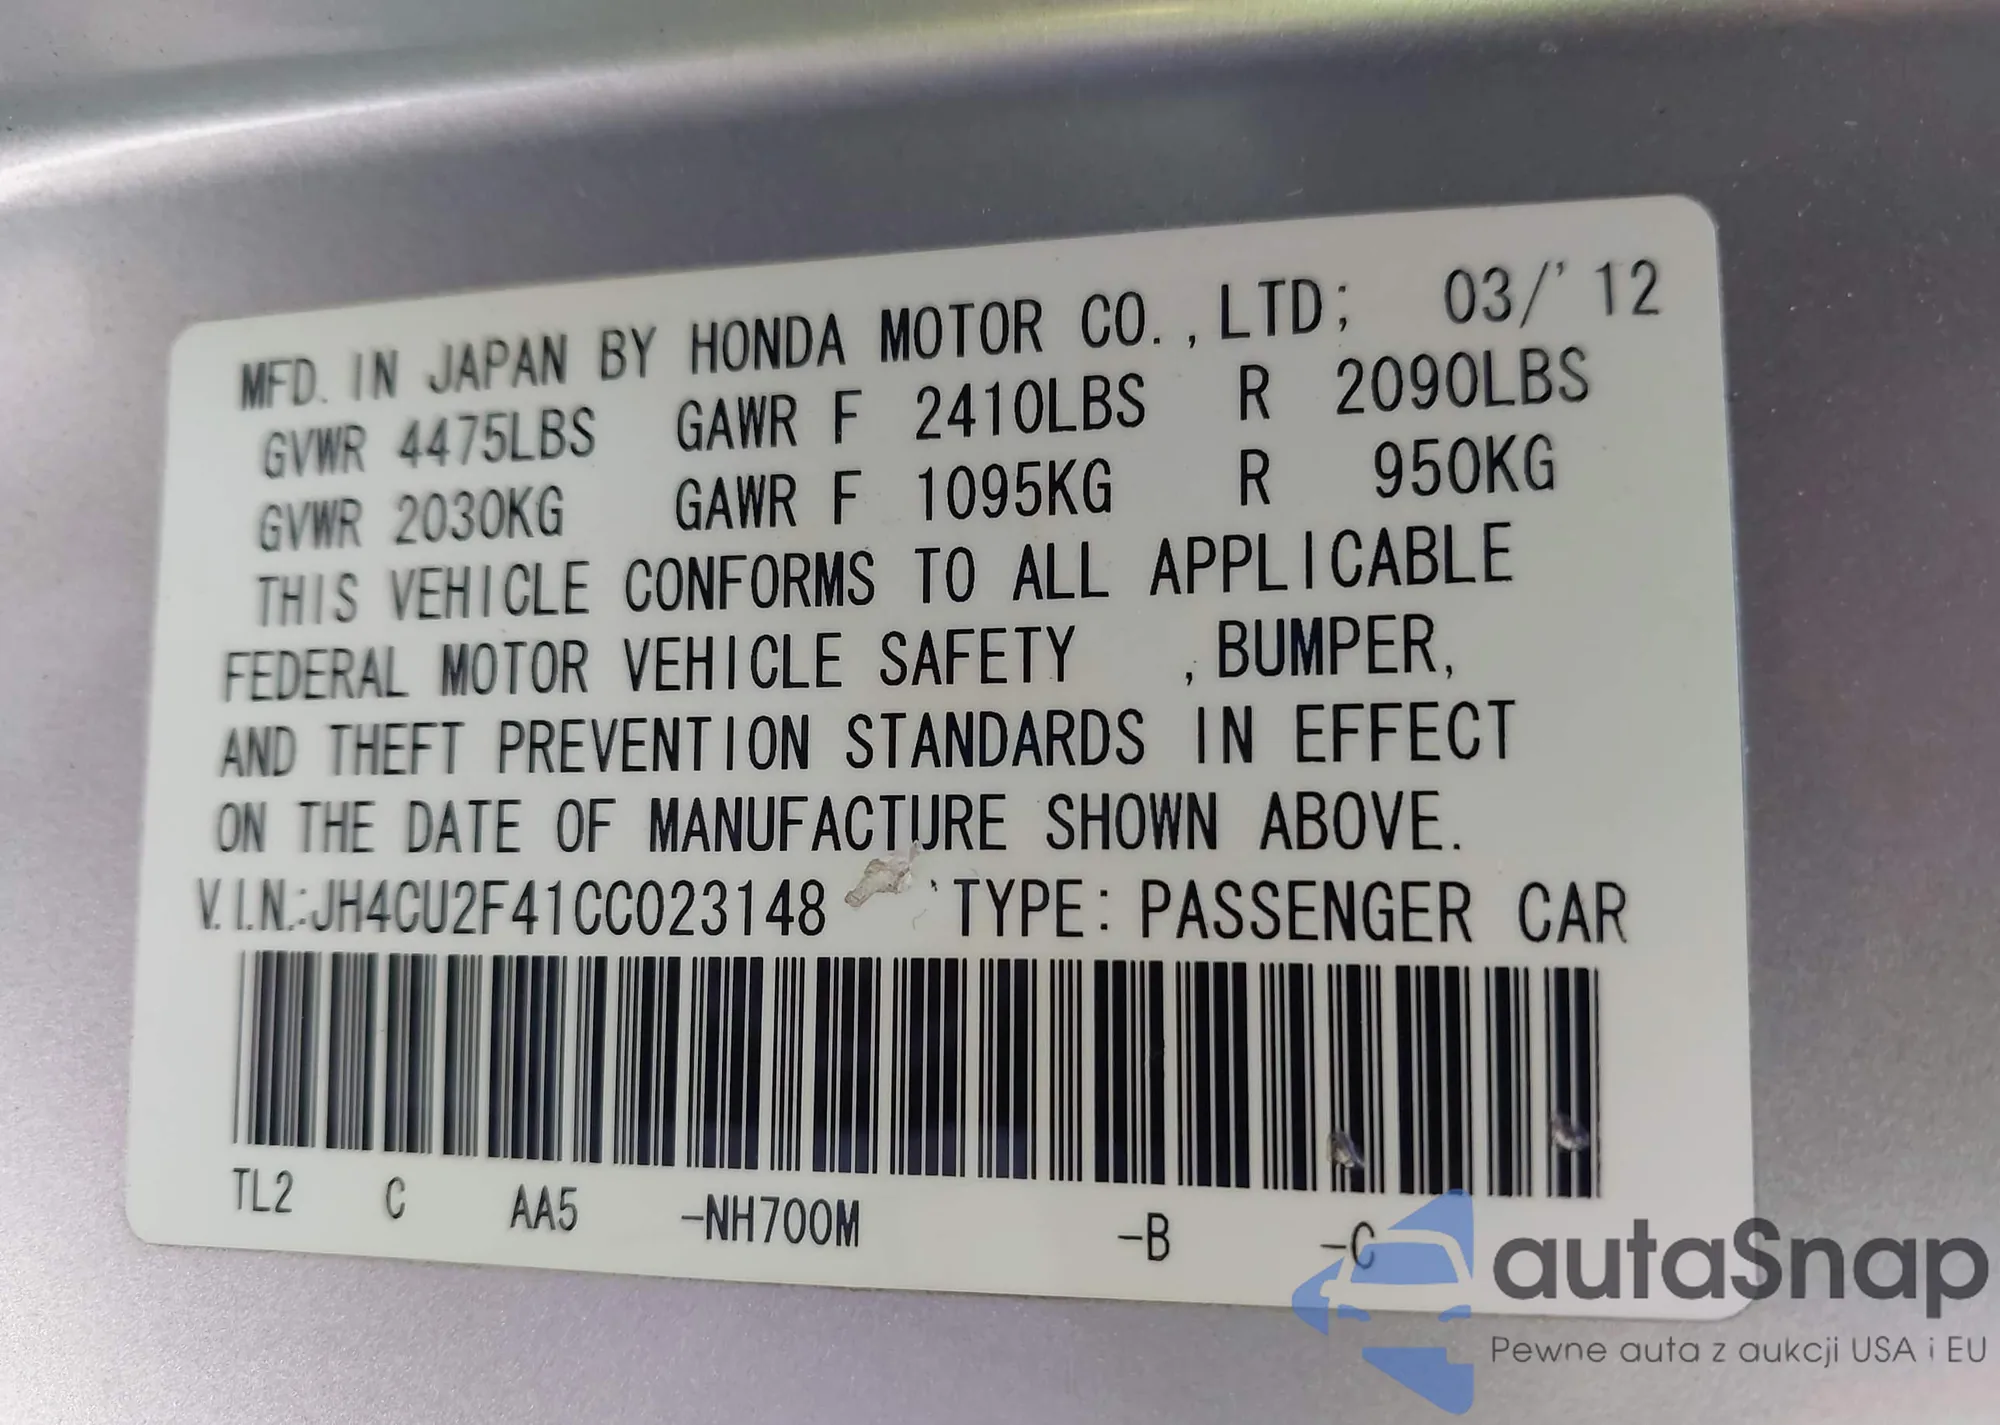 MFD. IN JAPAN BY HONDA MOTOR CO., LTD; 03/'12
GVWR 4475LBS GAWR F 2410LBS R 2090LBS
GVWR 2030KG GAWR F 1095KG R 950KG
THIS VEHICLE CONFORMS TO ALL APPLICABLE
FEDERAL MOTOR VEHICLE SAFETY , BUMPER,
AND THEFT PREVENTION STANDARDS IN EFFECT
ON THE DATE OF MANUFACTURE SHOWN ABOVE.
V.I.N.:JH4CU2F41CC023148 TYPE: PASSENGER CAR
TL2 C AA5 -NH700M -B -C
autaSnap
Pewne auta z aukcji USA i EU